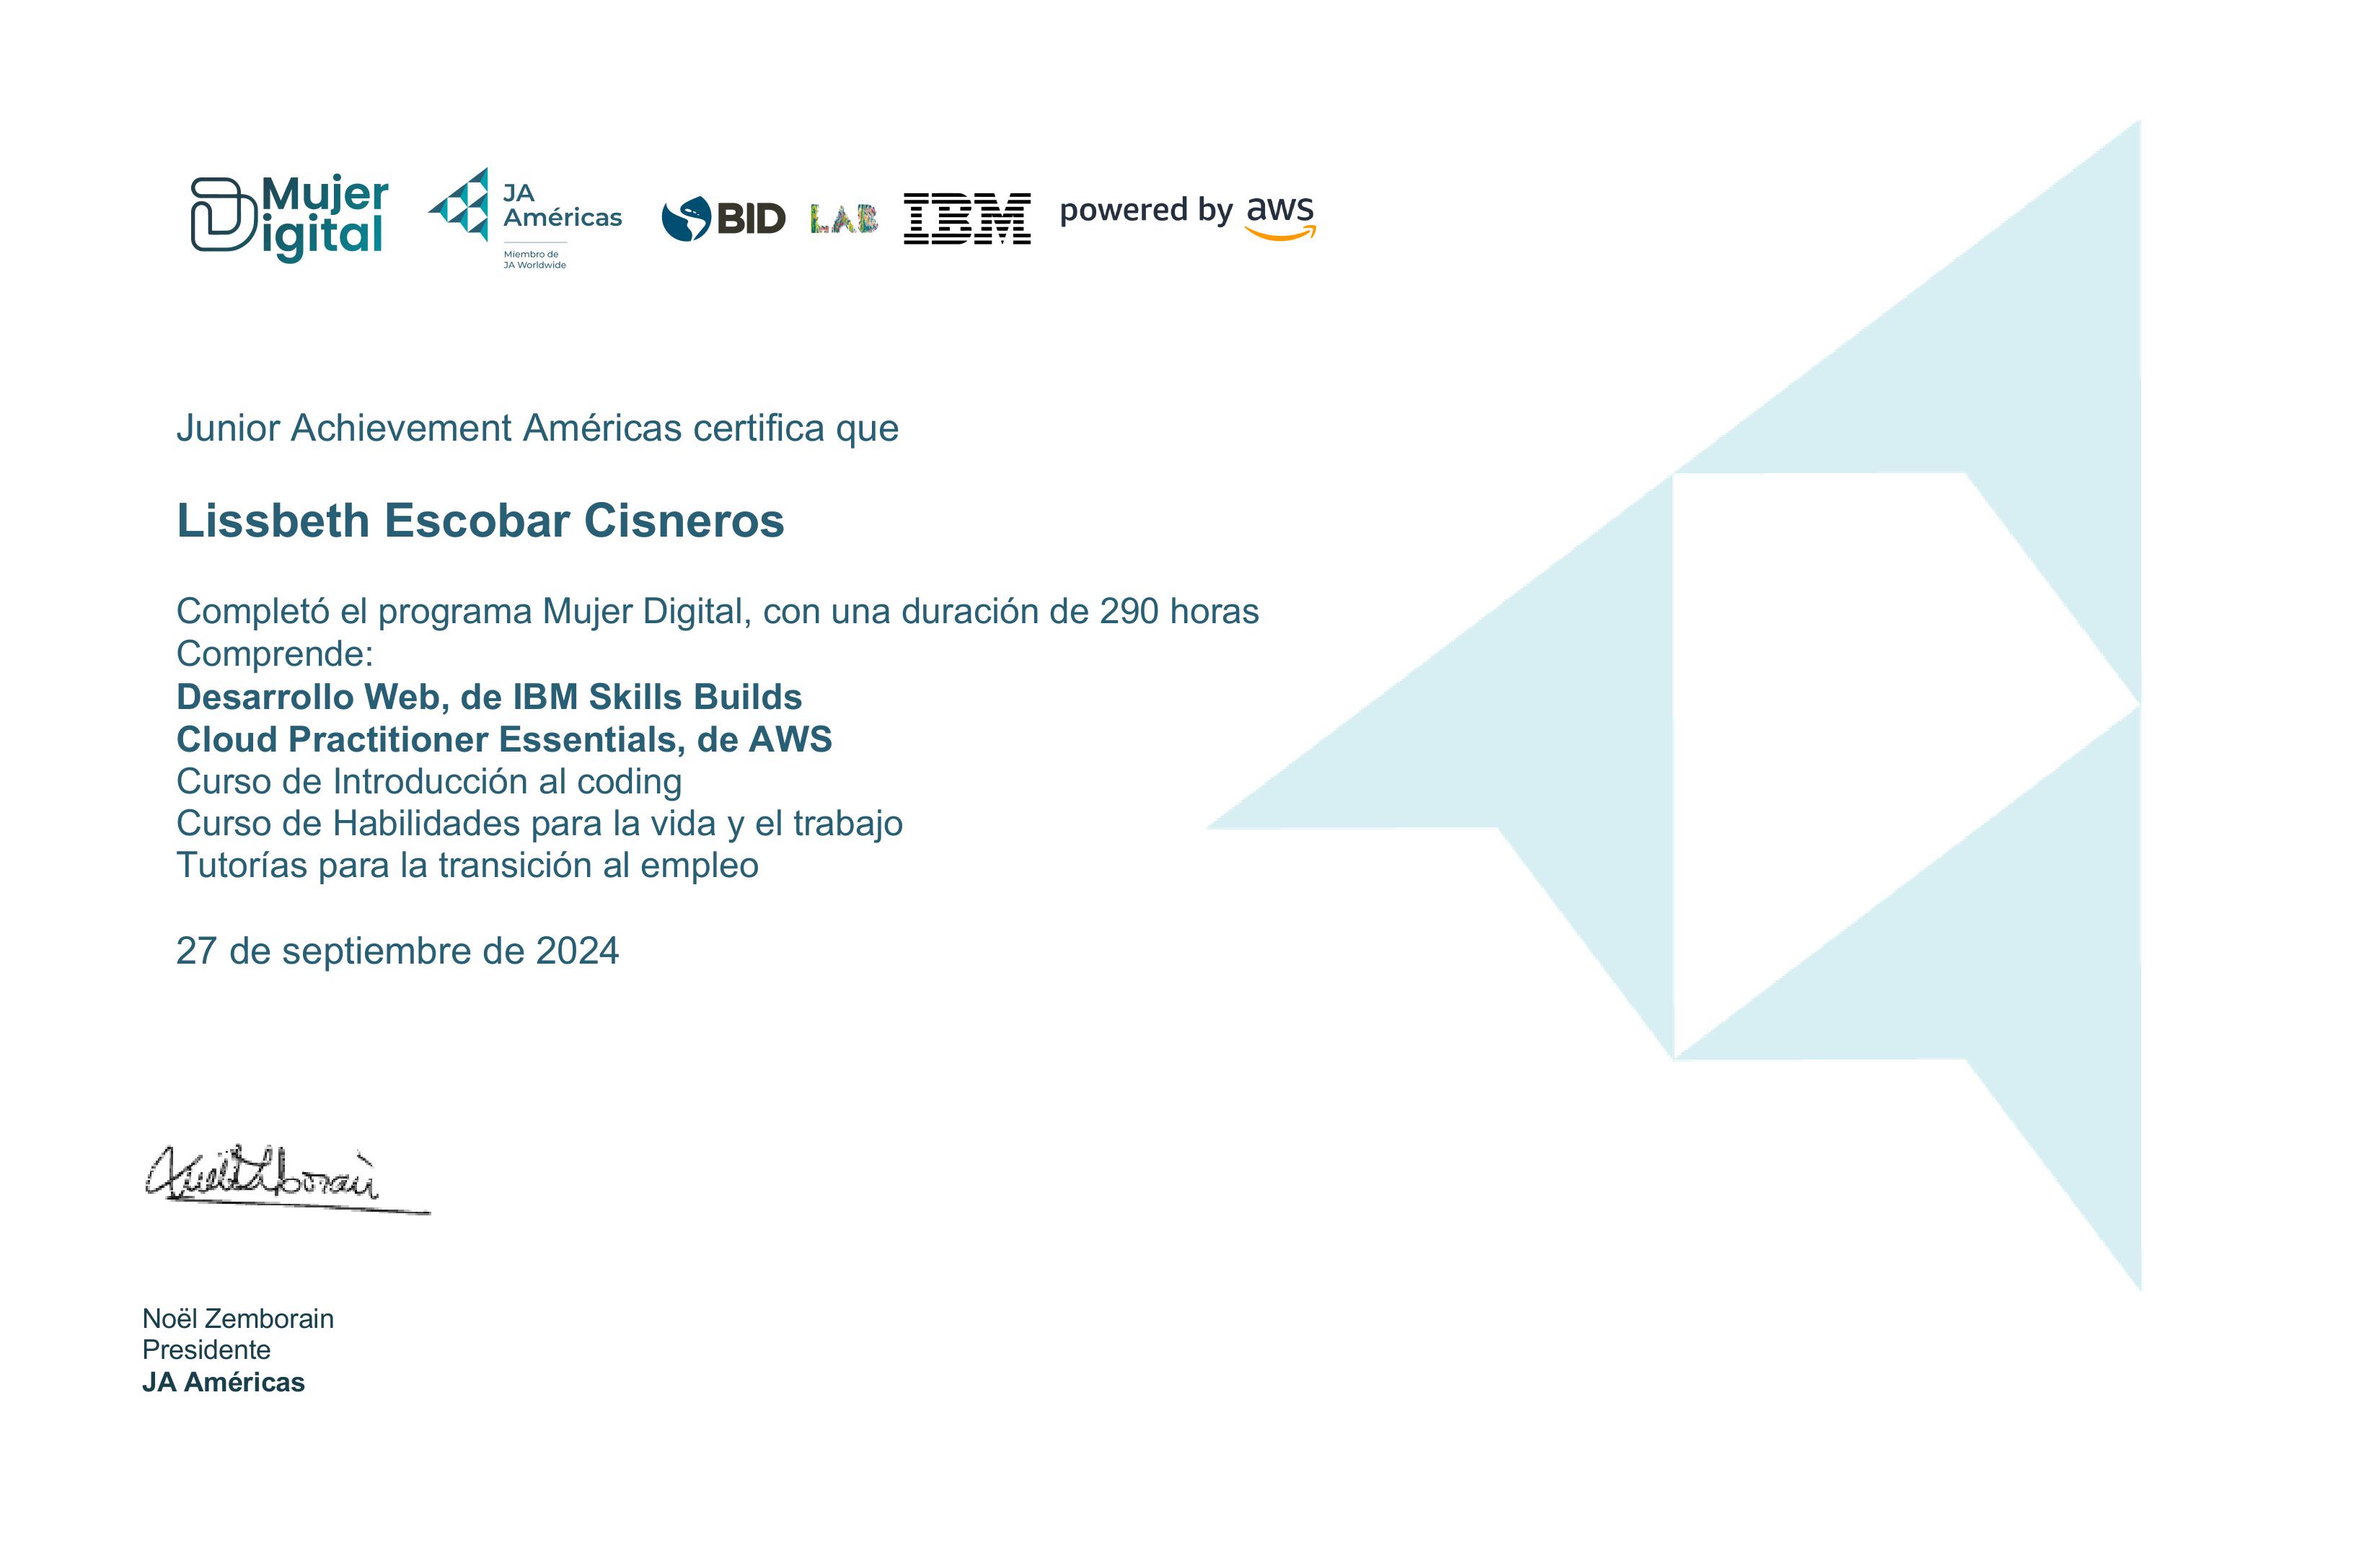 Mujer
Digital
JA
Américas
Miembro de
JA Worldwide
BID
LAB
IBM
powered by aws
Junior Achievement Américas certifica que
Lissbeth Escobar Cisneros
Completó el programa Mujer Digital, con una duración de 290 horas
Comprende:
Desarrollo Web, de IBM Skills Builds
Cloud Practitioner Essentials, de AWS
Curso de Introducción al coding
Curso de Habilidades para la vida y el trabajo
Tutorías para la transición al empleo
27 de septiembre de 2024
Noël Zemborain
Presidente
JA Américas